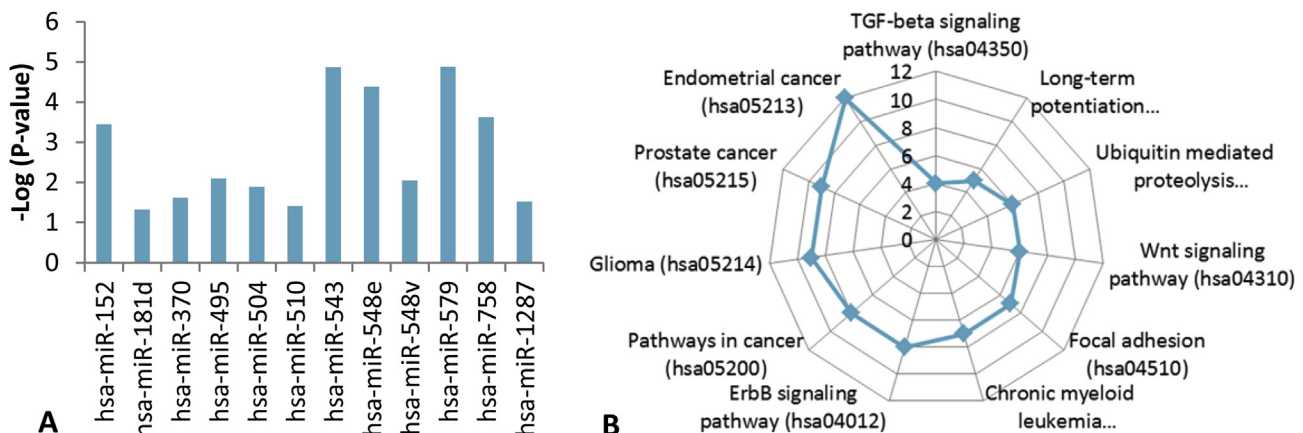 6
5
4
3
2
1
0
-Log (P-value)
hsa-miR-152
hsa-miR-181d
hsa-miR-370
hsa-miR-495
hsa-miR-504
hsa-miR-510
hsa-miR-543
hsa-miR-548e
hsa-miR-548v
hsa-miR-579
hsa-miR-758
hsa-miR-1287
A
TGF-beta signaling
pathway (hsa04350)
Long-term
potentiation...
Ubiquitin mediated
proteolysis...
Wnt signaling
pathway (hsa04310)
Focal adhesion
(hsa04510)
Chronic myeloid
leukemia...
ErbB signaling
pathway (hsa04012)
Pathways in cancer
(hsa05200)
Glioma (hsa05214)
Prostate cancer
(hsa05215)
Endometrial cancer
(hsa05213)
12
10
8
6
4
2
0
B